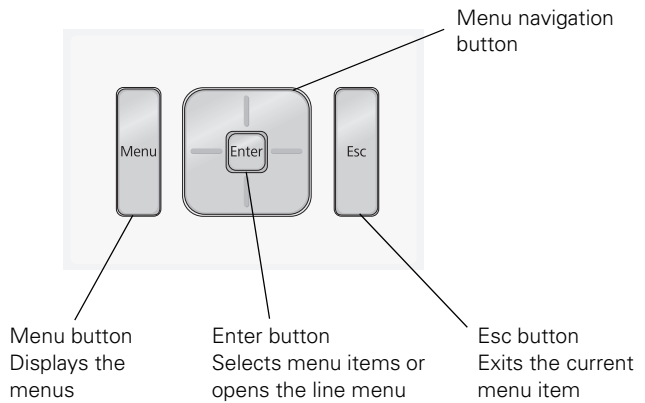 Menu navigation
button
Menu
Enter
Esc
Menu button
Displays the
menus
Enter button
Selects menu items or
opens the line menu
Esc button
Exits the current
menu item